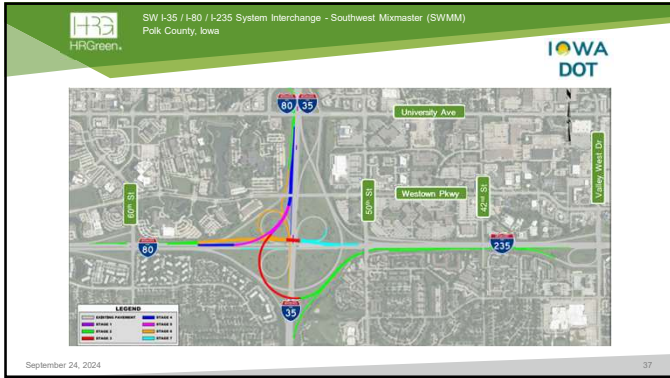 HRG
HRGreen.
SW I-35 / I-80 / I-235 System Interchange - Southwest Mixmaster (SWMM)
Polk County, Iowa
IOWA
DOT
80
35
University Ave
60th St
50th St
Westown Pkwy
42nd St
Valley West Dr
80
235
35
LEGEND
EXISTING PAVEMENT
STAGE 1
STAGE 2
STAGE 3
STAGE 4
STAGE 5
STAGE 6
STAGE 7
September 24, 2024
37